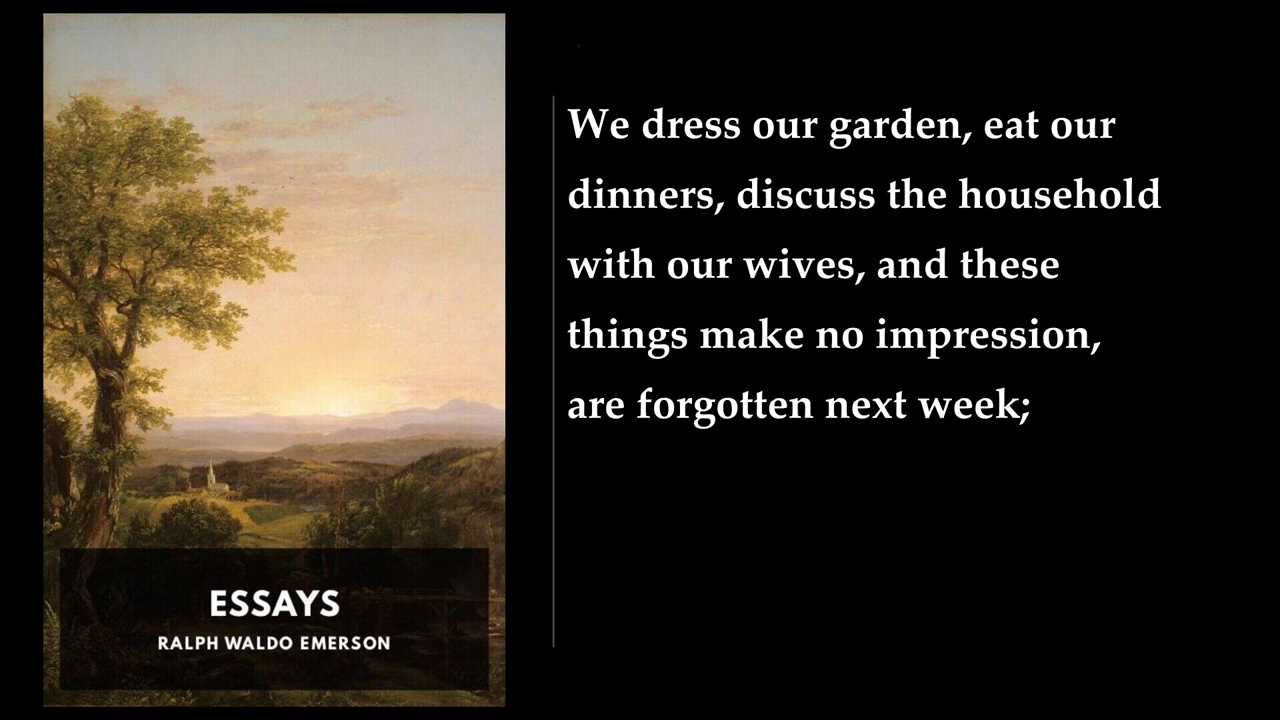 ESSAYS
RALPH WALDO EMERSON
We dress our garden, eat our
dinners, discuss the household
with our wives, and these
things make no impression,
are forgotten next week;